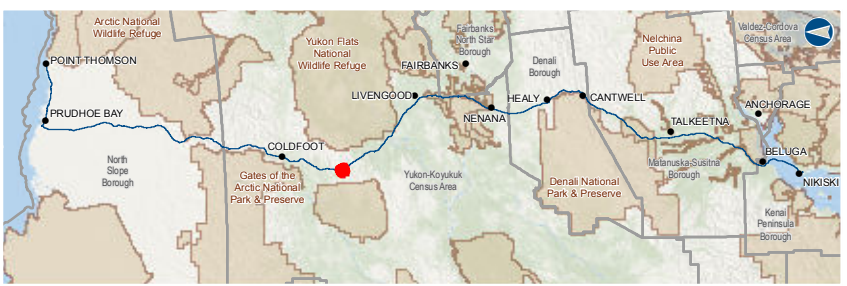 Arctic National
Wildlife Refuge
POINT THOMSON
PRUDHOE BAY
North
Slope
Borough
COLDFOOT
Gates of the
Arctic National
Park & Preserve
Yukon Flats
National
Wildlife Refuge
LIVENGOOD
FAIRBANKS
Fairbanks
North Star
Borough
NENANA
Yukon-Koyukuk
Census Area
Denali
Borough
HEALY
CANTWELL
Denali National
Park & Preserve
Nelchina
Public
Use Area
TALKEETNA
Matanuska-Susitna
Borough
Valdez-Cordova
Census Area
ANCHORAGE
BELUGA
NIKISKI
Kenai
Peninsula
Borough